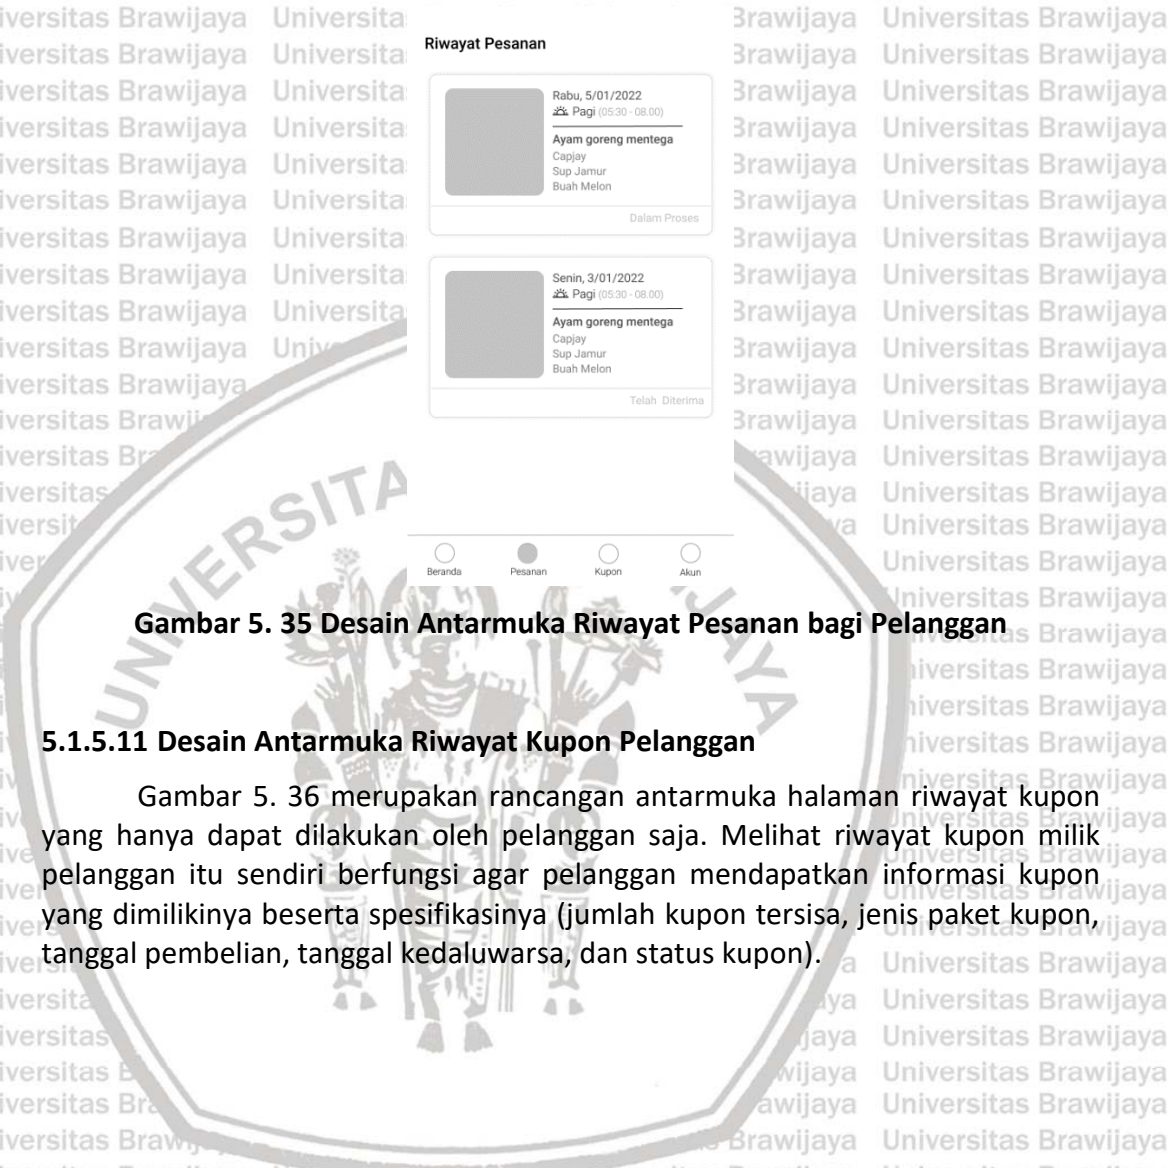 Riwayat Pesanan
Rabu, 5/01/2022
Pagi (05:30 - 08.00)
Ayam goreng mentega
Capjay
Sup Jamur
Buah Melon
Dalam Proses
Senin, 3/01/2022
Pagi (05:30 - 08.00)
Ayam goreng mentega
Capjay
Sup Jamur
Buah Melon
Telah Diterima
Beranda Pesanan Kupon Akun
Gambar 5. 35 Desain Antarmuka Riwayat Pesanan bagi Pelanggan
5.1.5.11 Desain Antarmuka Riwayat Kupon Pelanggan
Gambar 5. 36 merupakan rancangan antarmuka halaman riwayat kupon
yang hanya dapat dilakukan oleh pelanggan saja. Melihat riwayat kupon milik
pelanggan itu sendiri berfungsi agar pelanggan mendapatkan informasi kupon
yang dimilikinya beserta spesifikasinya (jumlah kupon tersisa, jenis paket kupon,
tanggal pembelian, tanggal kedaluwarsa, dan status kupon).
Universitas Brawijaya